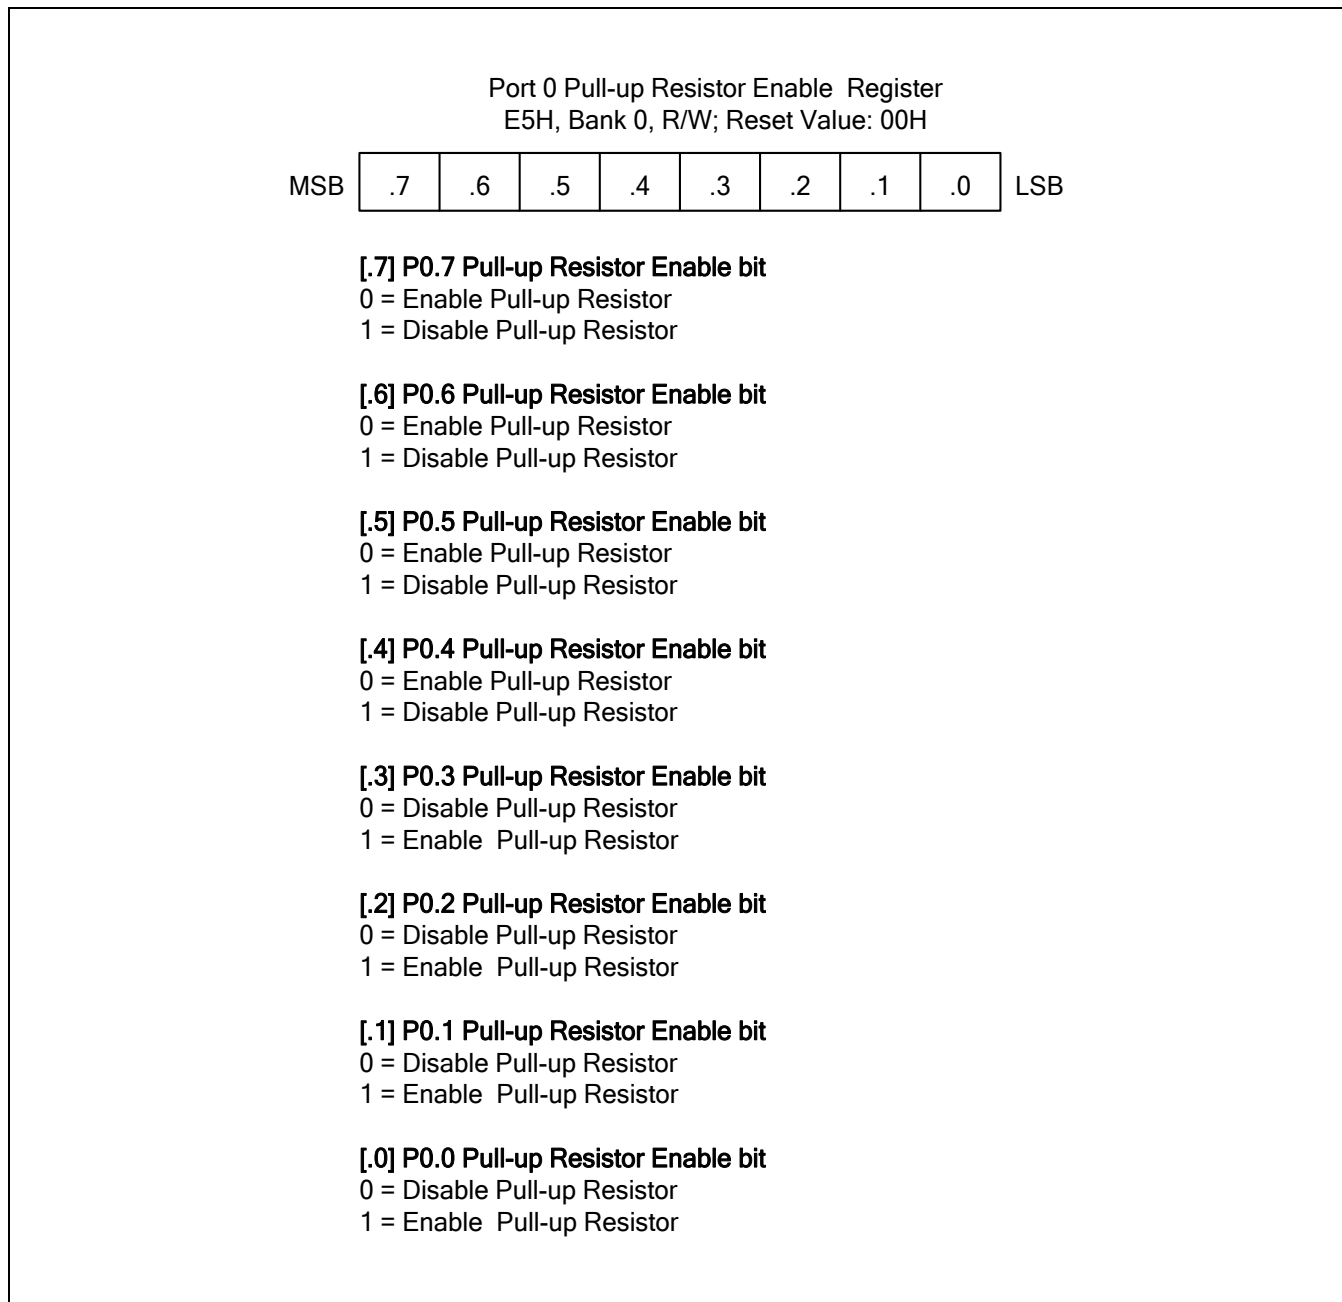 Port 0 Pull-up Resistor Enable  Register
E5H, Bank 0, R/W; Reset Value: 00H
MSB .7 .6 .5 .4 .3 .2 .1 .0 LSB
[.7] P0.7 Pull-up Resistor Enable bit
0 = Enable Pull-up Resistor
1 = Disable Pull-up Resistor
[.6] P0.6 Pull-up Resistor Enable bit
0 = Enable Pull-up Resistor
1 = Disable Pull-up Resistor
[.5] P0.5 Pull-up Resistor Enable bit
0 = Enable Pull-up Resistor
1 = Disable Pull-up Resistor
[.4] P0.4 Pull-up Resistor Enable bit
0 = Enable Pull-up Resistor
1 = Disable Pull-up Resistor
[.3] P0.3 Pull-up Resistor Enable bit
0 = Disable Pull-up Resistor
1 = Enable  Pull-up Resistor
[.2] P0.2 Pull-up Resistor Enable bit
0 = Disable Pull-up Resistor
1 = Enable  Pull-up Resistor
[.1] P0.1 Pull-up Resistor Enable bit
0 = Disable Pull-up Resistor
1 = Enable  Pull-up Resistor
[.0] P0.0 Pull-up Resistor Enable bit
0 = Disable Pull-up Resistor
1 = Enable  Pull-up Resistor